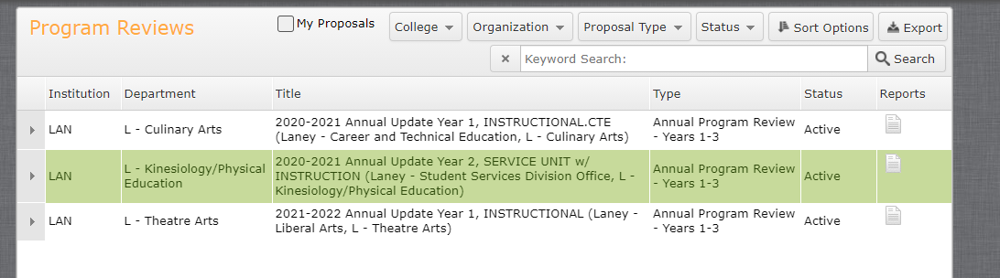 Program Reviews
My Proposals
College
Organization
Proposal Type
Status
Sort Options
Export
× Keyword Search:
Search
Institution Department Title Type Status Reports
LAN
L - Culinary Arts
2020-2021 Annual Update Year 1, INSTRUCTIONAL.CTE
(Laney - Career and Technical Education, L - Culinary Arts)
Annual Program Review
- Years 1-3
Active
LAN
L - Kinesiology/Physical
Education
2020-2021 Annual Update Year 2, SERVICE UNIT w/
INSTRUCTION (Laney - Student Services Division Office, L -
Kinesiology/Physical Education)
Annual Program Review
- Years 1-3
Active
LAN
L - Theatre Arts
2021-2022 Annual Update Year 1, INSTRUCTIONAL (Laney -
Liberal Arts, L - Theatre Arts)
Annual Program Review
- Years 1-3
Active